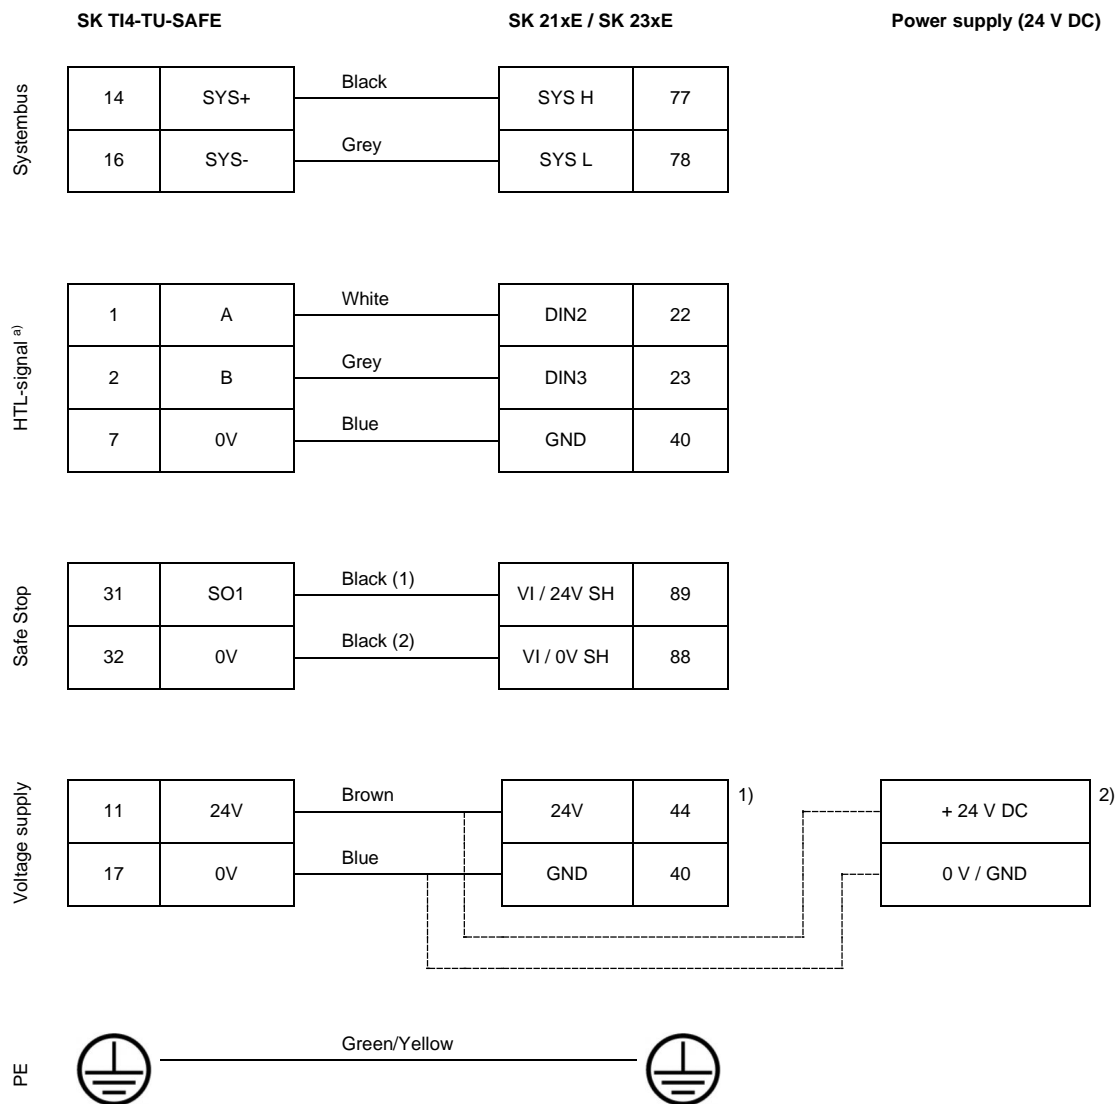 SK TI4-TU-SAFE SK 21xE / SK 23xE Power supply (24 V DC)
Systembus
14 SYS+ Black SYS H 77
16 SYS- Grey SYS L 78
HTL-signal a)
1 A White DIN2 22
2 B Grey DIN3 23
7 0V Blue GND 40
Safe Stop
31 SO1 Black (1) VI / 24V SH 89
32 0V Black (2) VI / 0V SH 88
Voltage supply
11 24V Brown 24V 44 1) + 24 V DC 2)
17 0V Blue GND 40 0 V / GND
PE
Green/Yellow